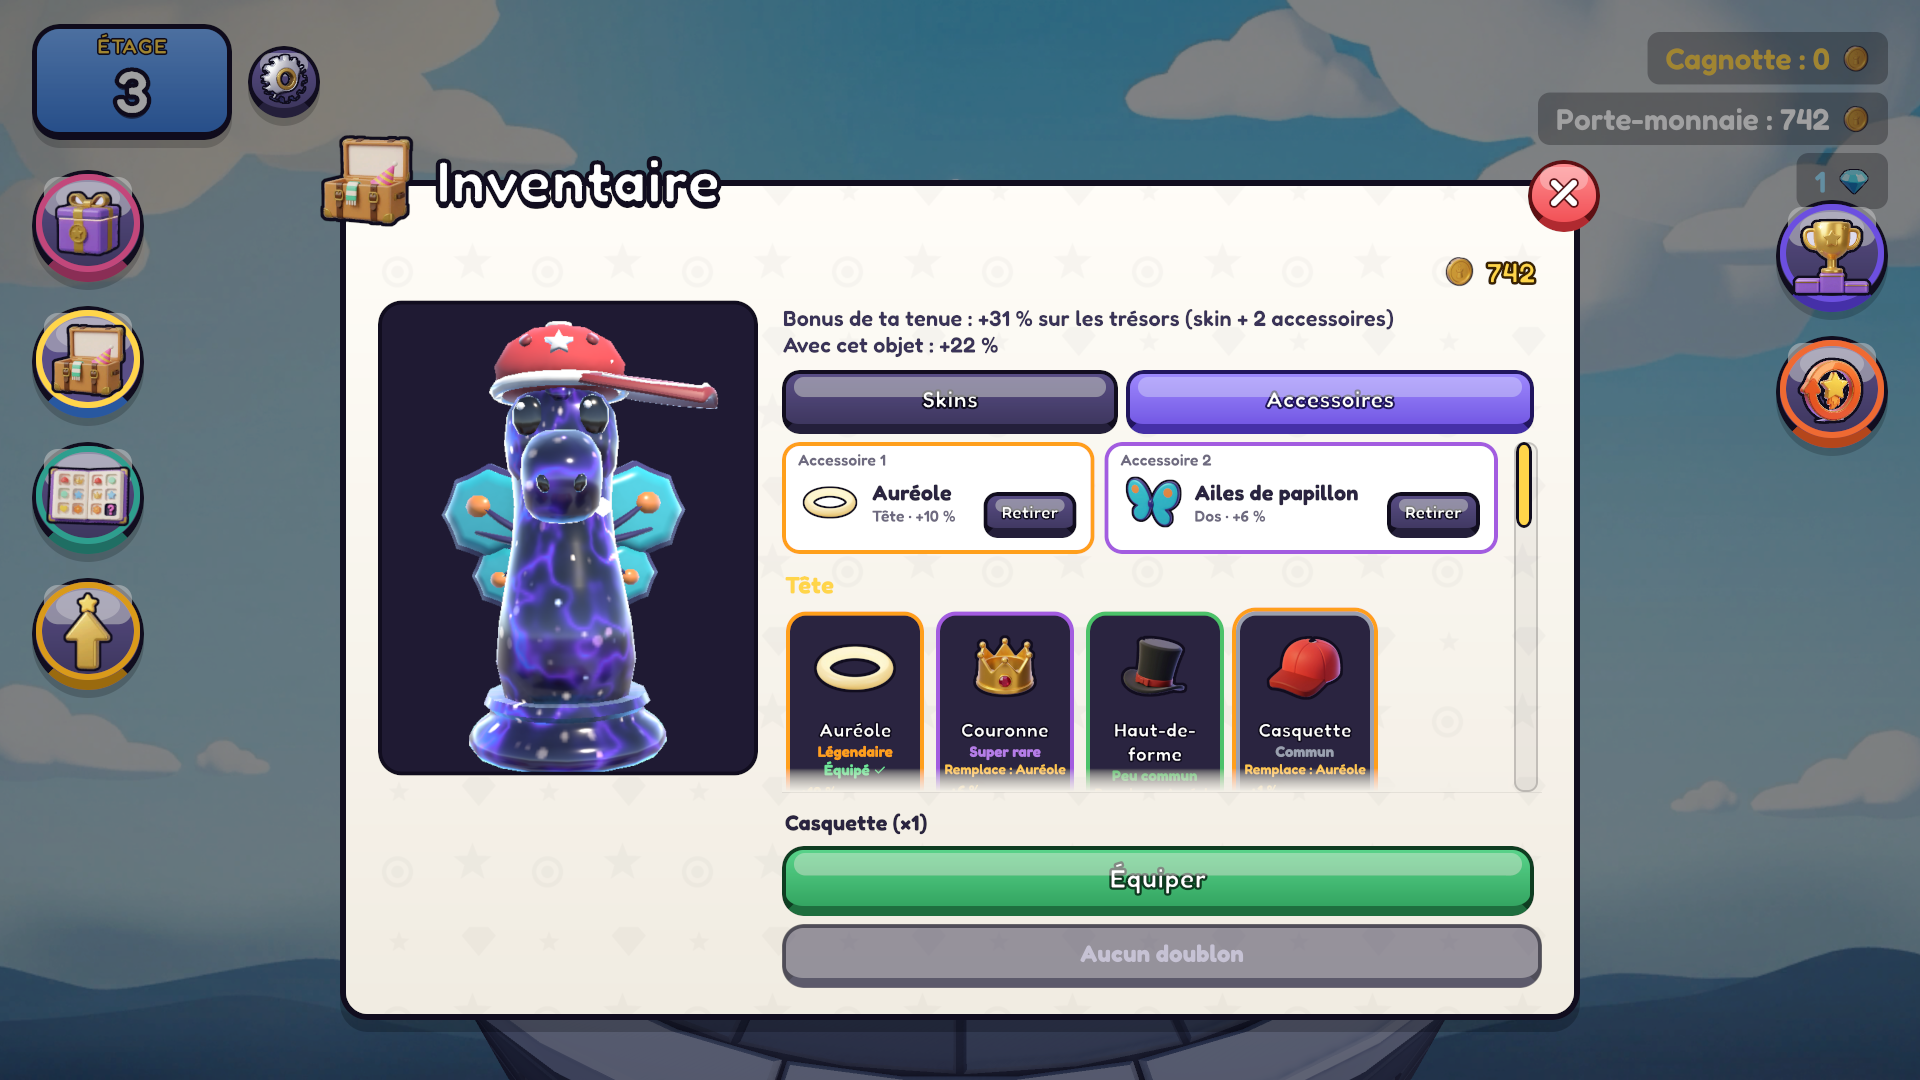 ÉTAGE
3
Cagnotte : 0
Porte-monnaie : 742
1
Inventaire
742
Bonus de ta tenue : +31 % sur les trésors (skin + 2 accessoires)
Avec cet objet : +22 %
Skins
Accessoires
Accessoire 1
Auréole
Tête · +10 %
Retirer
Accessoire 2
Ailes de papillon
Dos · +6 %
Retirer
Tête
Auréole
Légendaire
Équipé ✓
Couronne
Super rare
Remplace : Auréole
Haut-de-
forme
Peu commun
Casquette
Commun
Remplace : Auréole
Casquette (×1)
Équiper
Aucun doublon